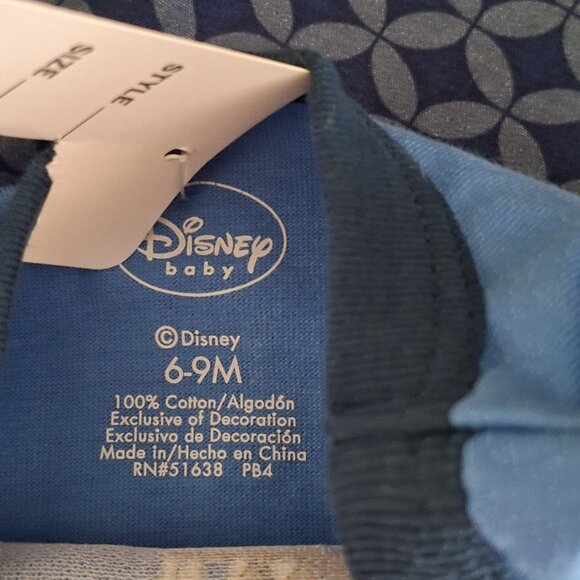 STYLE
SIZE
Disney
baby
©Disney
6-9M
100% Cotton/Algodón
Exclusive of Decoration
Exclusivo de Decoración
Made in/Hecho en China
RN#51638 PB4